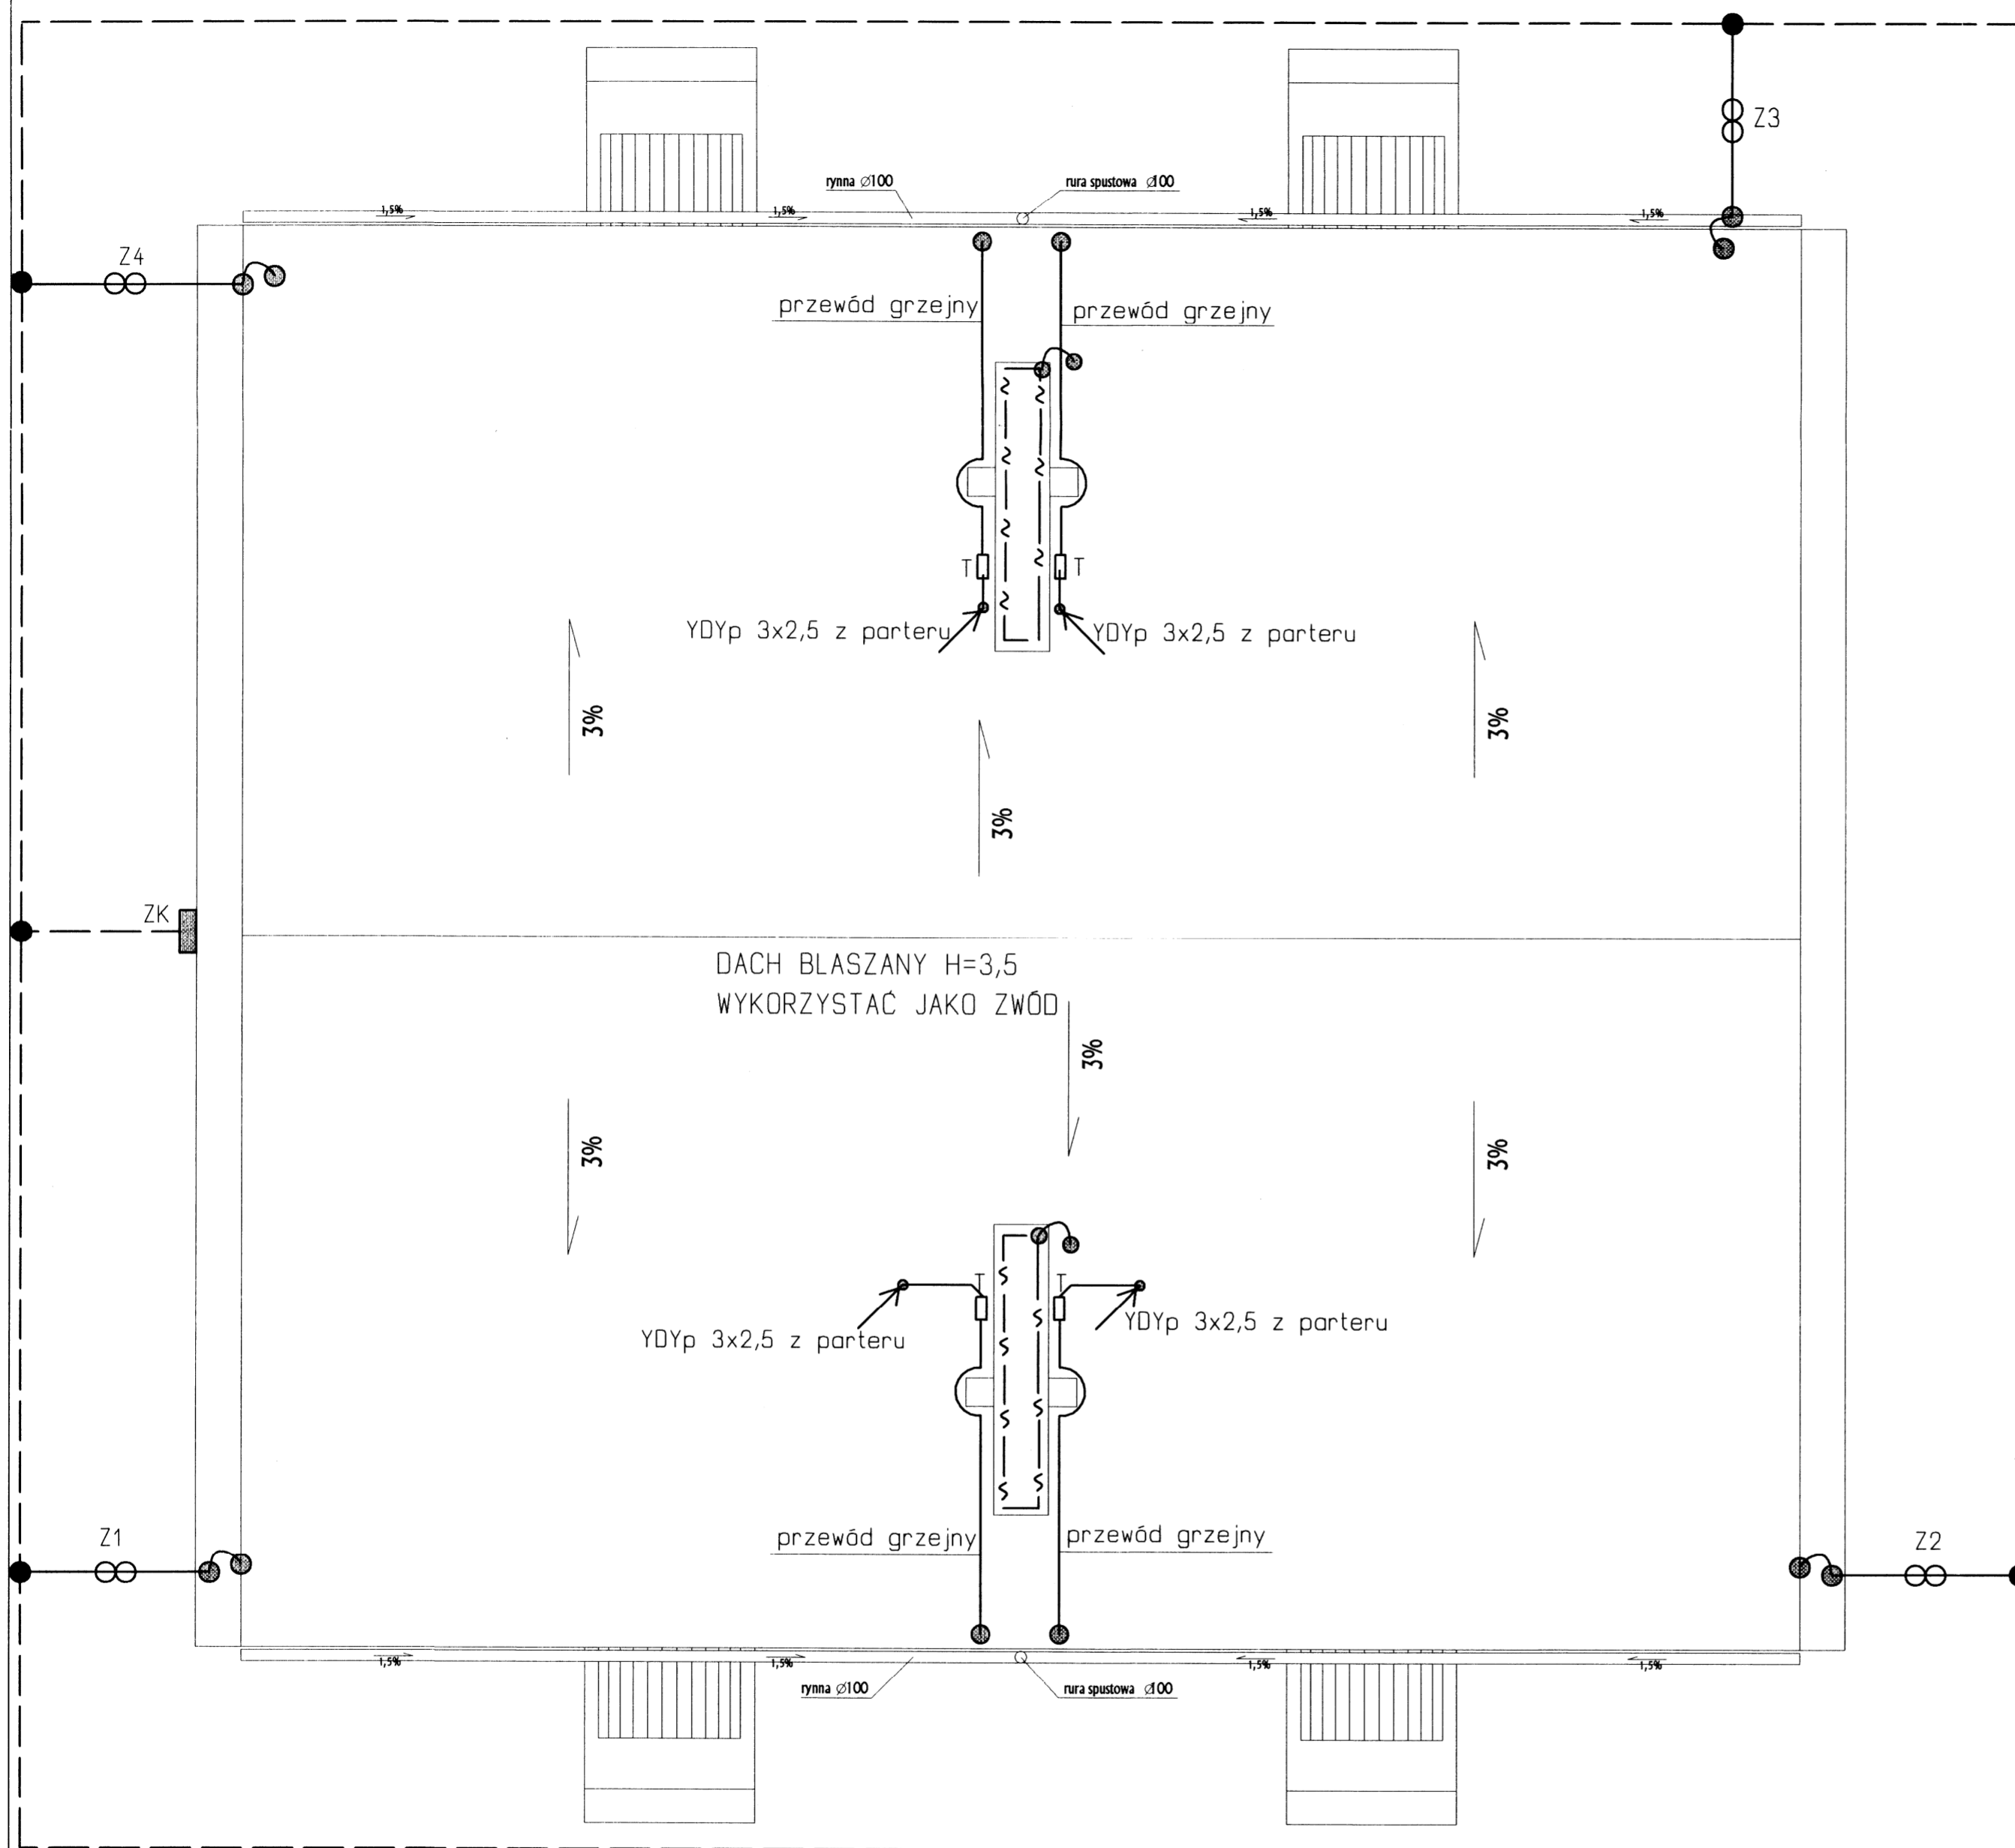 Z3
rynna ∅100
rura spustowa ∅100
1,5%
1,5%
1,5%
1,5%
Z4
przewód grzejny
przewód grzejny
T
T
YDYp 3x2,5 z parteru
YDYp 3x2,5 z parteru
3%
3%
3%
ZK
DACH BLASZANY H=3,5
WYKORZYSTAĆ JAKO ZWÓD
3%
3%
3%
T
T
YDYp 3x2,5 z parteru
YDYp 3x2,5 z parteru
Z1
przewód grzejny
przewód grzejny
Z2
1,5%
1,5%
1,5%
1,5%
rynna ∅100
rura spustowa ∅100